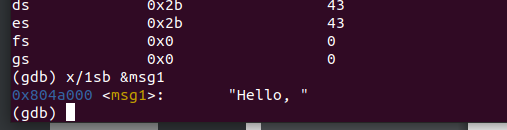 ds 0x2b 43
es 0x2b 43
fs 0x0 0
gs 0x0 0
(gdb) x/1sb &msg1
0x804a000 <msg1>: "Hello, "
(gdb)